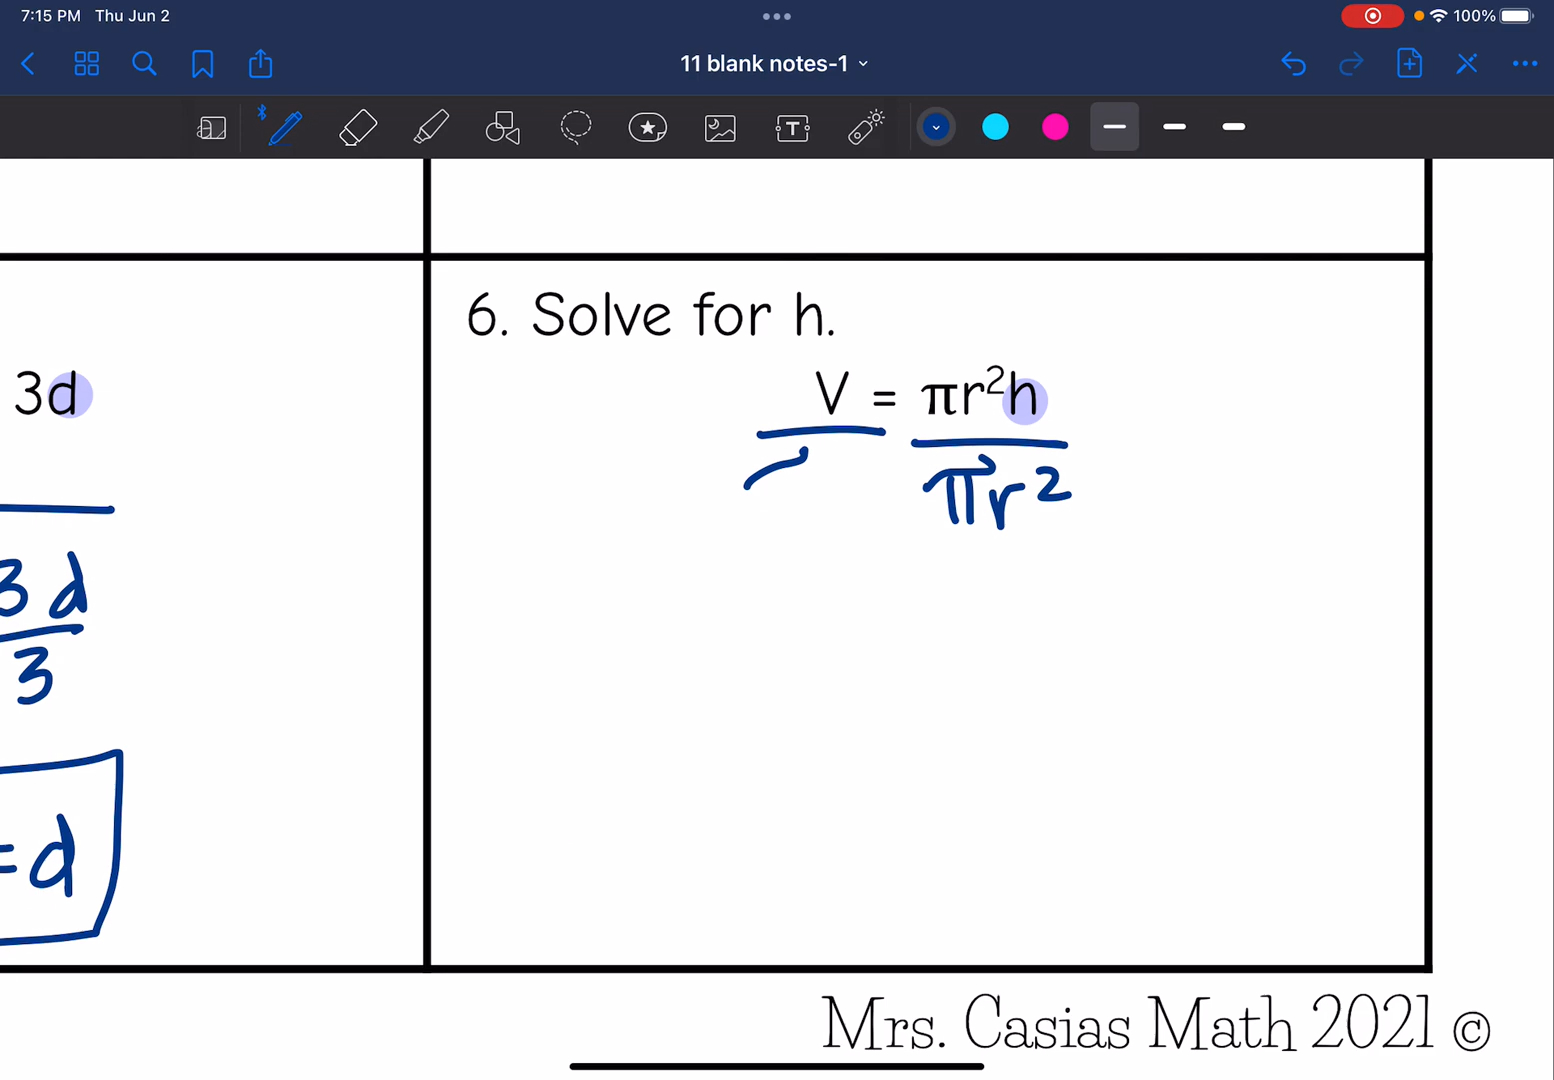 7:15 PM Thu Jun 2
100%
11 blank notes-1
T
3d
3d
3
= d
6. Solve for h.
V = πr²h
πr²
Mrs. Casias Math 2021 ©